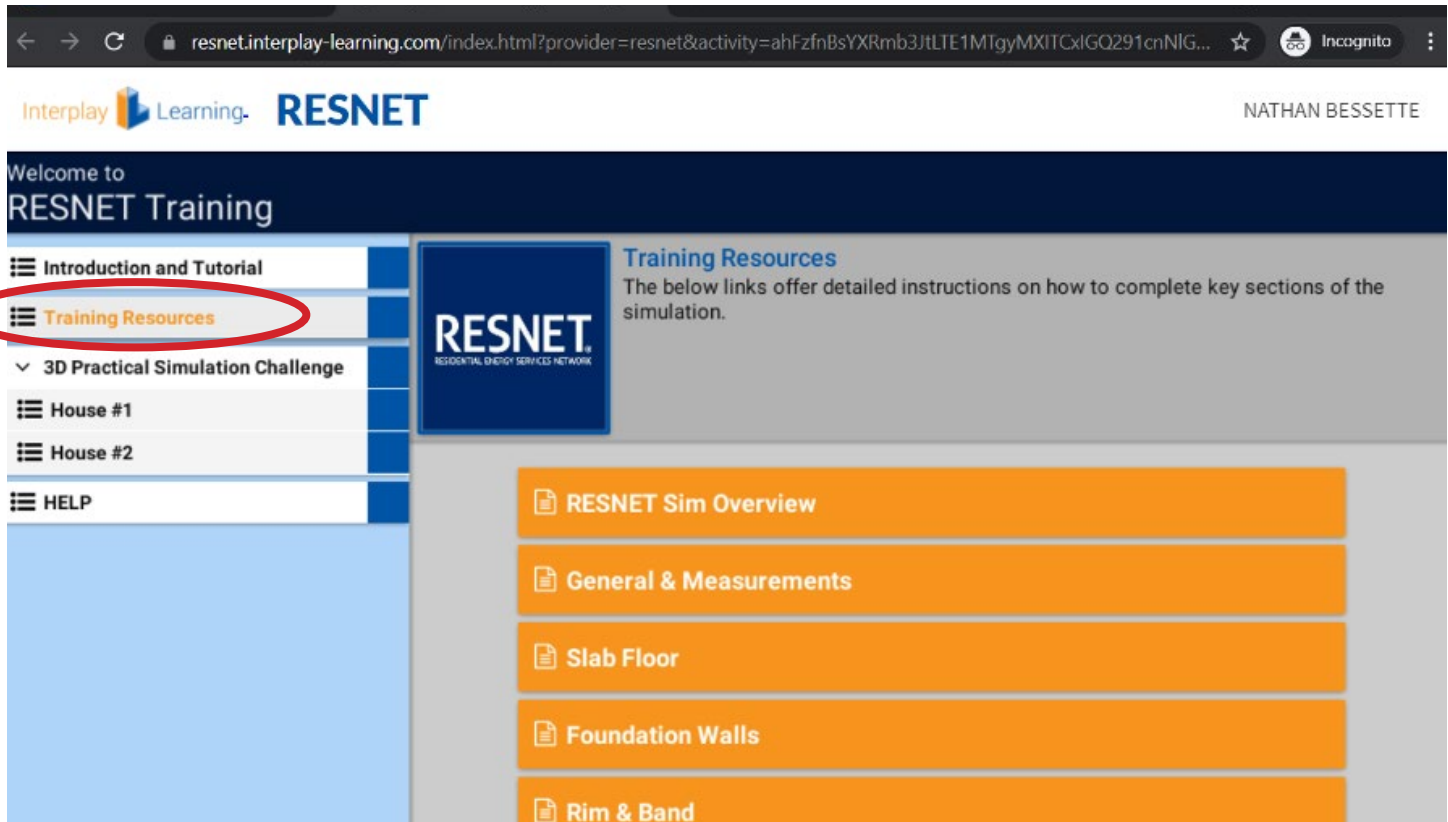 resnet.interplay-learning.com/index.html?provider=resnet&activity=ahFzfnBsYXRmb3JtLTE1MTgyMXITCxIGQ291cnNlG...
Incognito
Interplay Learning. RESNET
NATHAN BESSETTE
Welcome to
RESNET Training
Introduction and Tutorial
Training Resources
3D Practical Simulation Challenge
House #1
House #2
HELP
RESNET
RESIDENTIAL ENERGY SERVICES NETWORK
Training Resources
The below links offer detailed instructions on how to complete key sections of the
simulation.
RESNET Sim Overview
General & Measurements
Slab Floor
Foundation Walls
Rim & Band